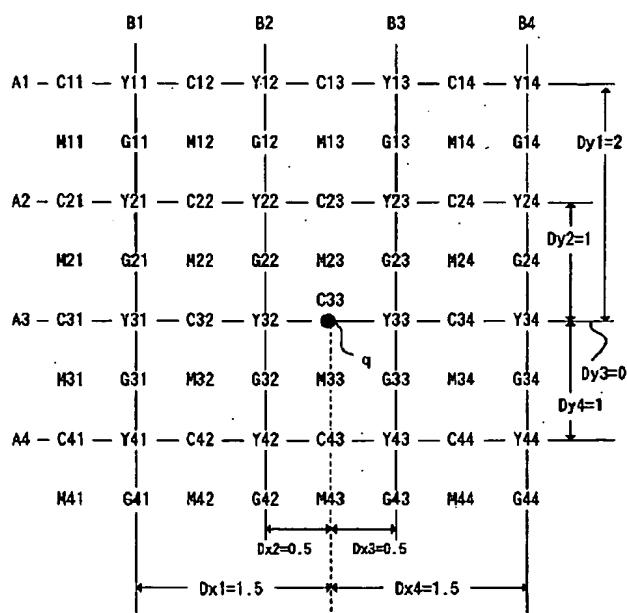 B1 B2 B3 B4
A1 C11 Y11 C12 Y12 C13 Y13 C14 Y14
M11 G11 M12 G12 M13 G13 M14 G14
Dy1=2
A2 C21 Y21 C22 Y22 C23 Y23 C24 Y24
Dy2=1
M21 G21 M22 G22 M23 G23 M24 G24
C33
A3 C31 Y31 C32 Y32 Y33 C34 Y34
q
Dy3=0
M31 G31 M32 G32 M33 G33 M34 G34
Dy4=1
A4 C41 Y41 C42 Y42 C43 Y43 C44 Y44
M41 G41 M42 G42 M43 G43 M44 G44
Dx2=0.5 Dx3=0.5
Dx1=1.5 Dx4=1.5